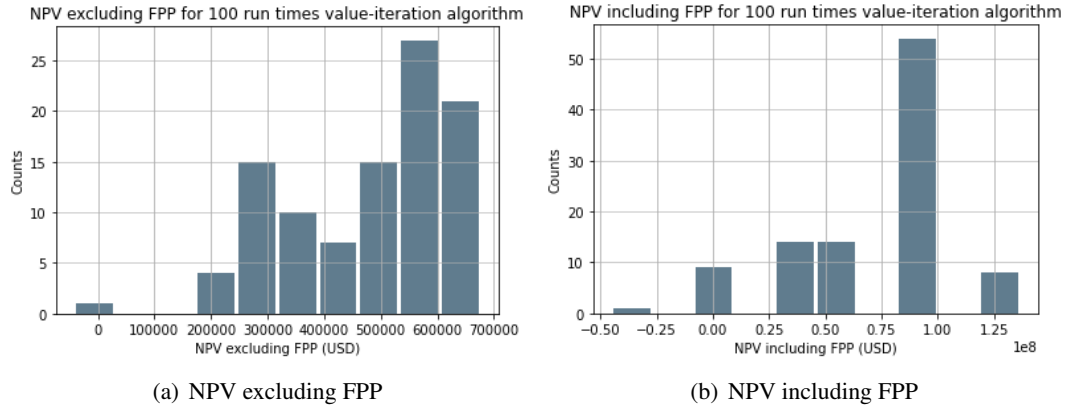 NPV excluding FPP for 100 run times value-iteration algorithm
25
20
15
10
5
0
Counts
0 100000 200000 300000 400000 500000 600000 700000
NPV excluding FPP (USD)
(a) NPV excluding FPP
NPV including FPP for 100 run times value-iteration algorithm
50
40
30
20
10
0
Counts
−0.50 −0.25 0.00 0.25 0.50 0.75 1.00 1.25
1e8
NPV including FPP (USD)
(b) NPV including FPP